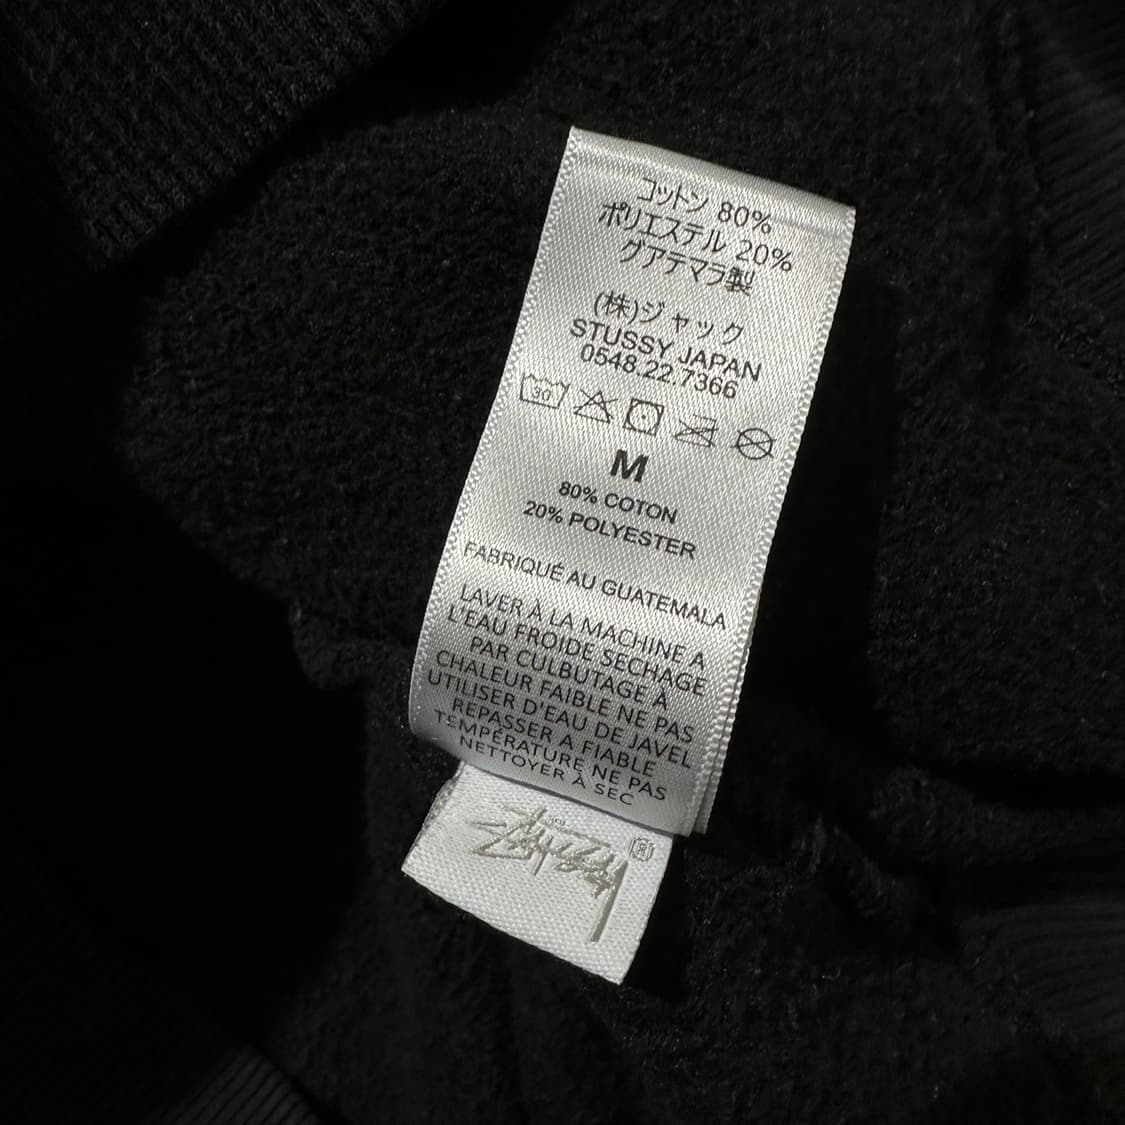 コットン 80%
ポリエステル 20%
グアテマラ製
(株)ジャック
STUSSY JAPAN
0548.22.7366
30
M
80% COTON
20% POLYESTER
FABRIQUÉ AU GUATEMALA
LAVER À LA MACHINE A
L'EAU FROIDE SECHAGE
PAR CULBUTAGE À
CHALEUR FAIBLE NE PAS
UTILISER D'EAU DE JAVEL
REPASSER A FIABLE
TEMPÉRATURE NE PAS
NETTOYER À SEC
Stüssy ®